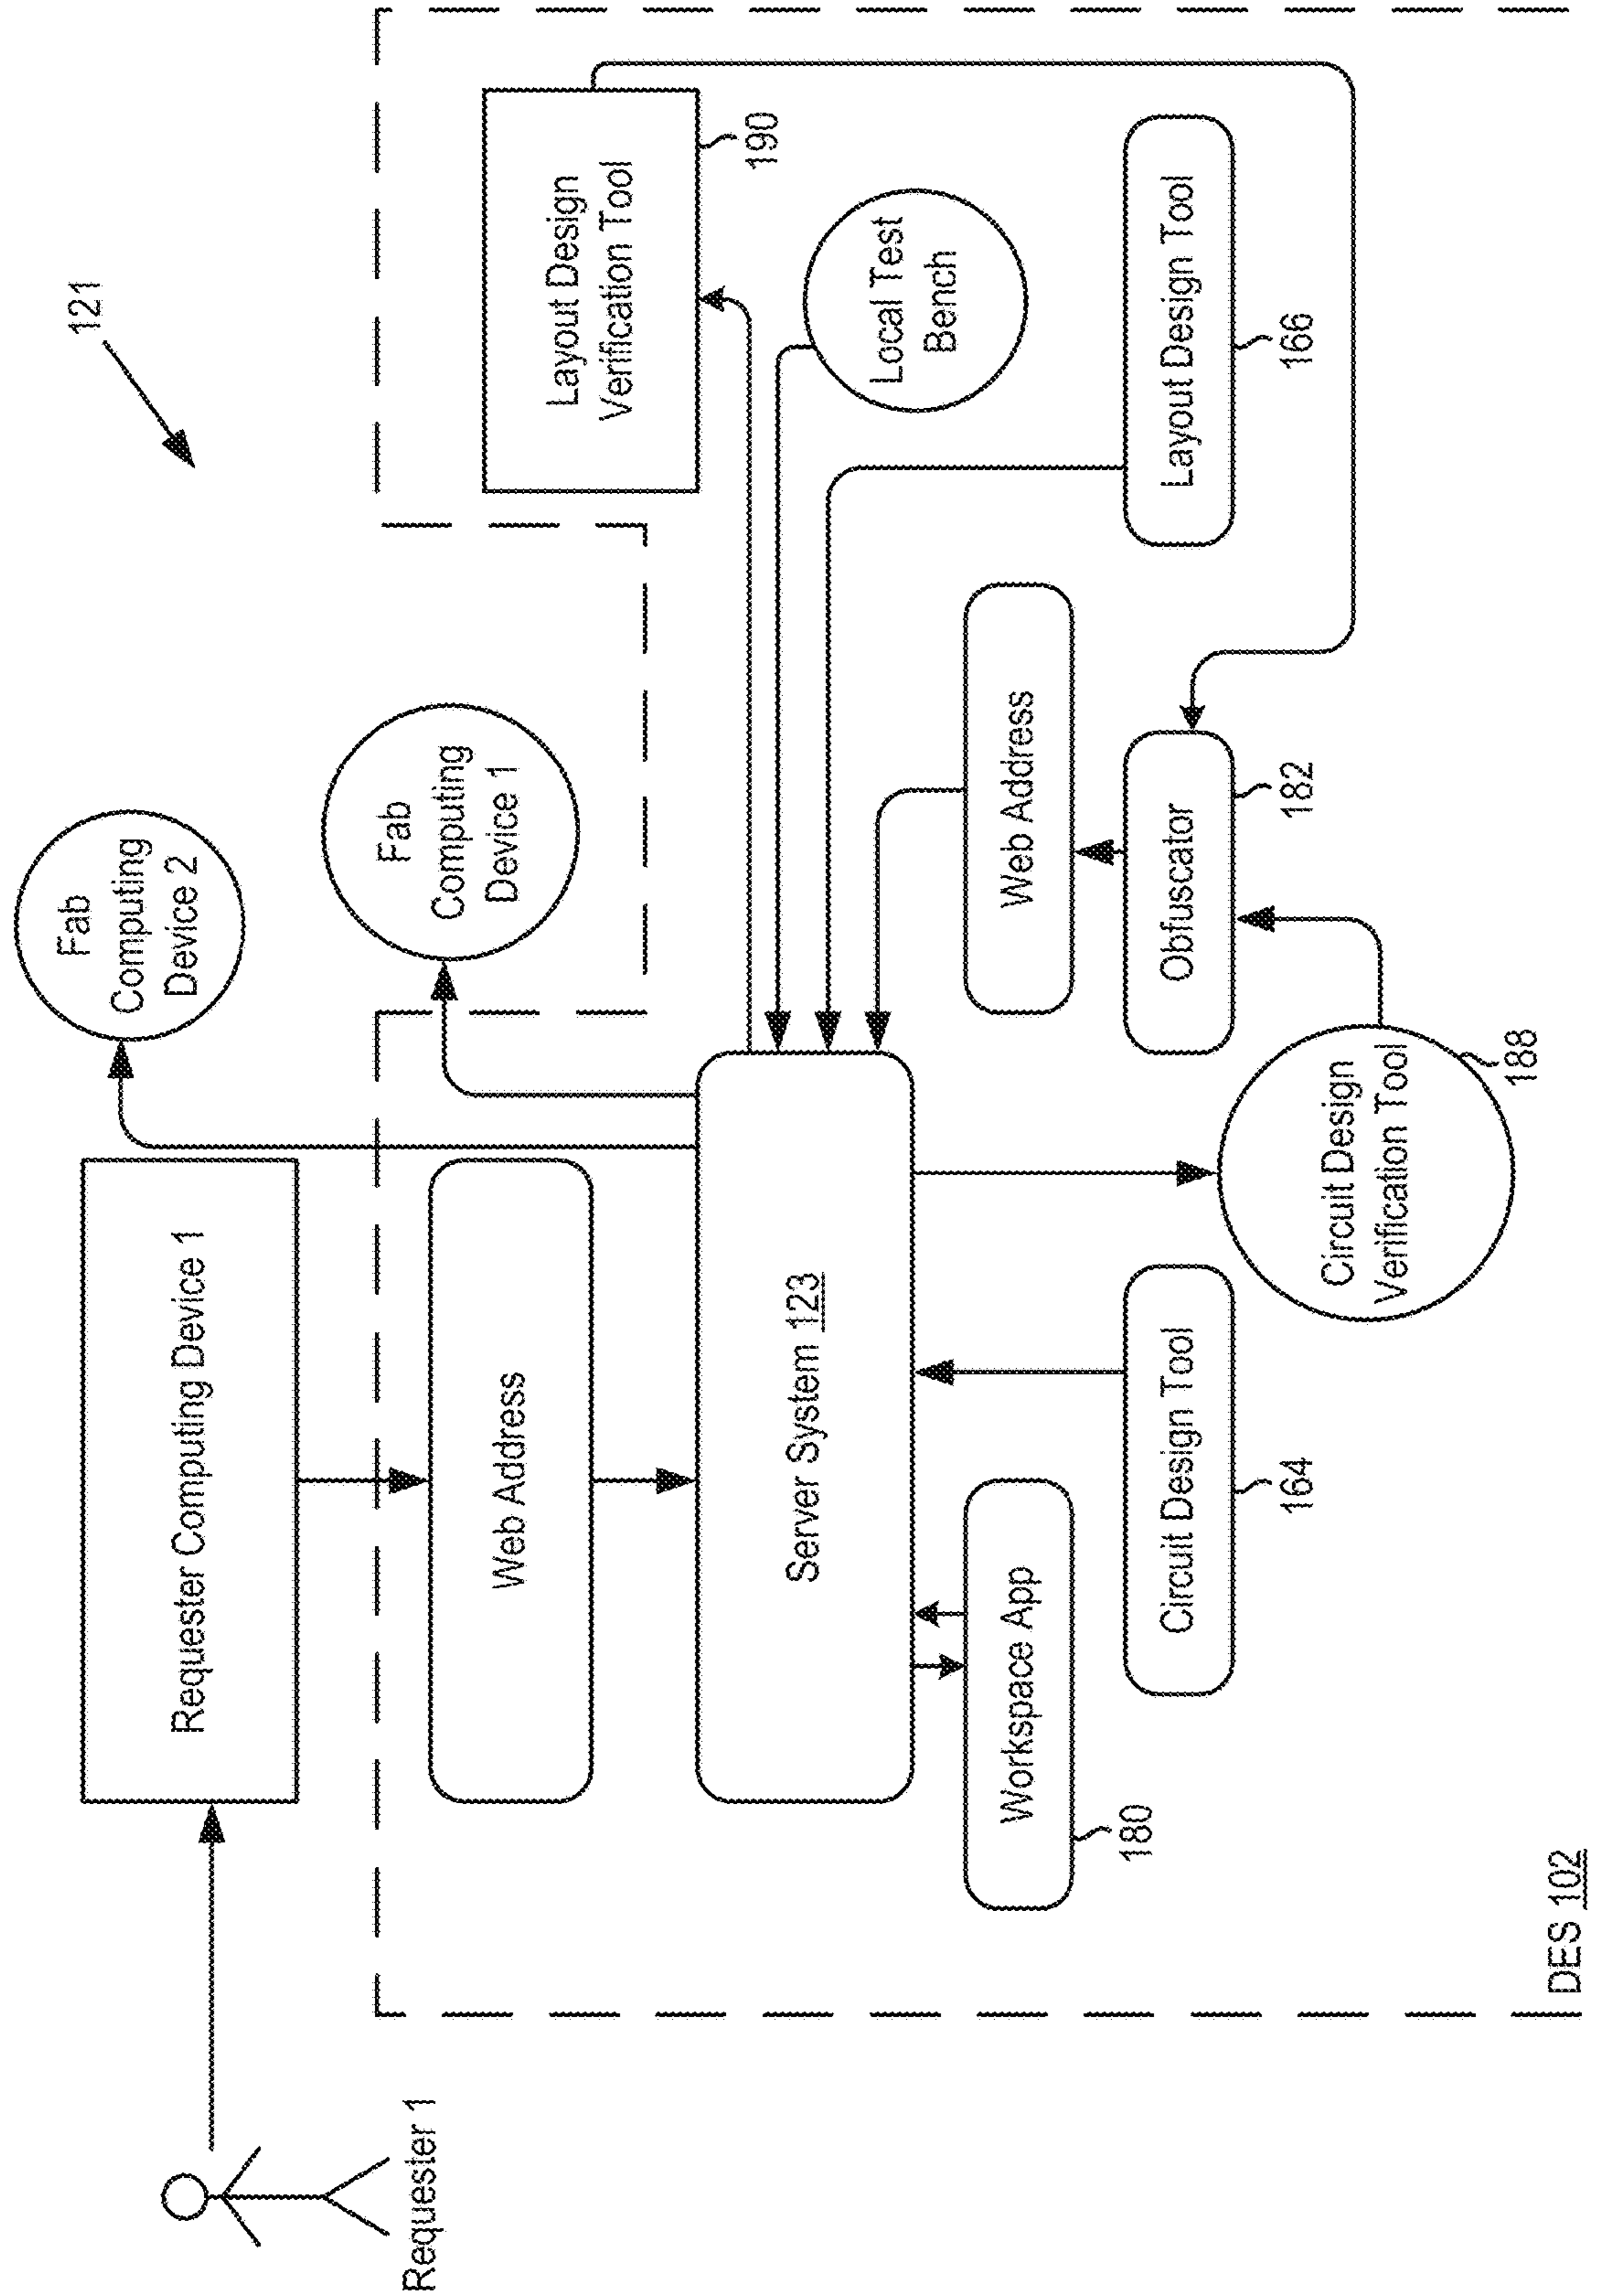 121
Fab
Computing
Device 2
Requester Computing Device 1
Requester 1
Fab
Computing
Device 1
Web Address
Layout Design
Verification Tool
190
Server System 123
Local Test
Bench
Workspace App
180
Web Address
Circuit Design Tool
164
Obfuscator
182
Layout Design Tool
166
Circuit Design
Verification Tool
188
DES 102